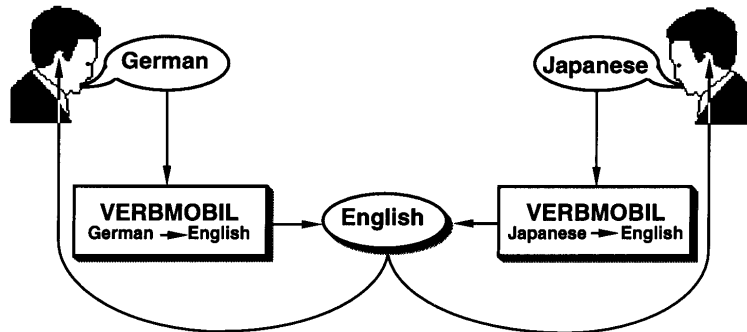 German
Japanese
VERBMOBIL
German → English
English
VERBMOBIL
Japanese → English